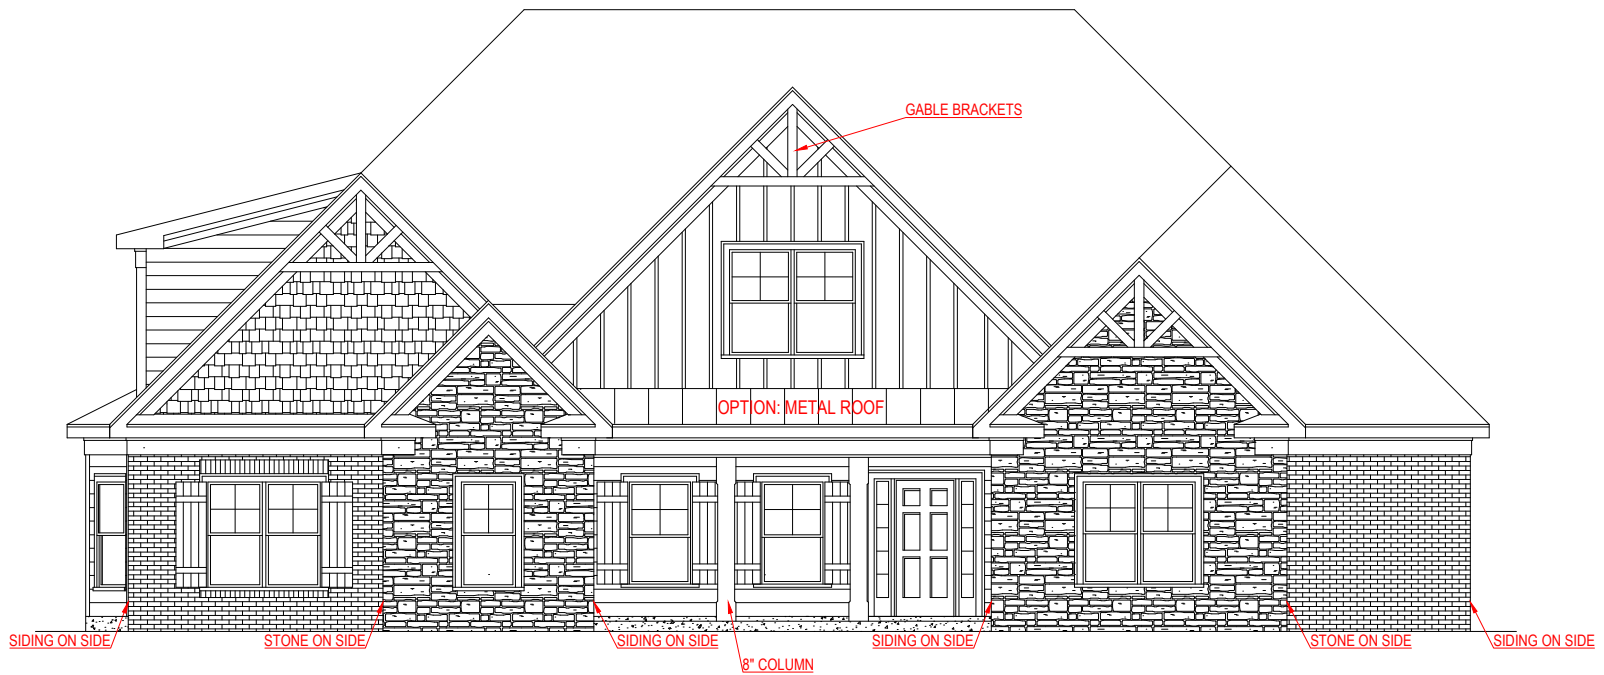 GABLE BRACKETS
OPTION: METAL ROOF
SIDING ON SIDE
STONE ON SIDE
SIDING ON SIDE
SIDING ON SIDE
STONE ON SIDE
SIDING ON SIDE
8" COLUMN